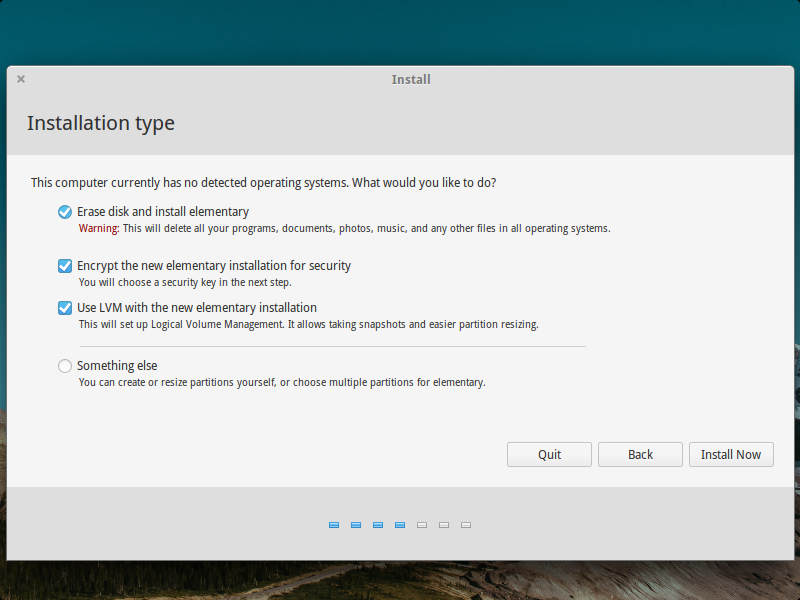 Install
Installation type
This computer currently has no detected operating systems. What would you like to do?
Erase disk and install elementary
Warning: This will delete all your programs, documents, photos, music, and any other files in all operating systems.
Encrypt the new elementary installation for security
You will choose a security key in the next step.
Use LVM with the new elementary installation
This will set up Logical Volume Management. It allows taking snapshots and easier partition resizing.
Something else
You can create or resize partitions yourself, or choose multiple partitions for elementary.
Quit Back Install Now